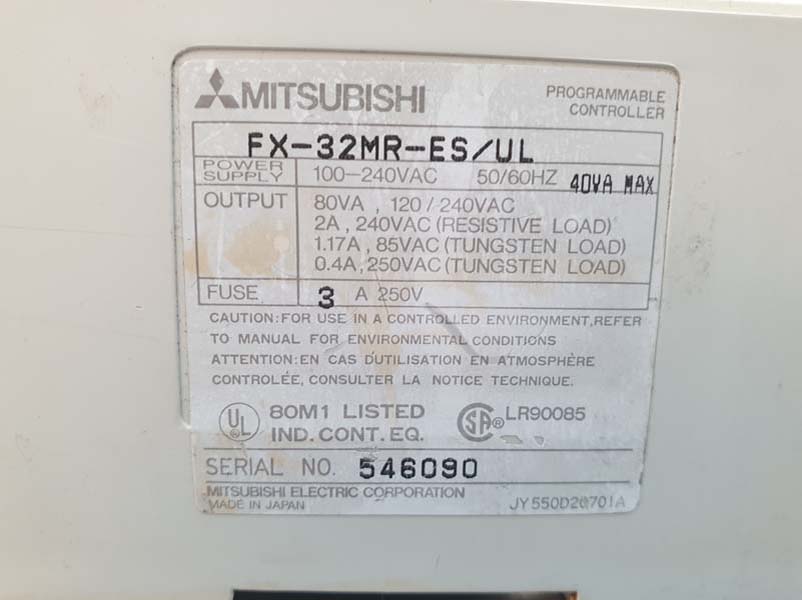 MITSUBISHI
PROGRAMMABLE
CONTROLLER
FX-32MR-ES/UL
POWER SUPPLY 100-240VAC 50/60HZ 40VA MAX
OUTPUT 80VA , 120/240VAC
2A , 240VAC (RESISTIVE LOAD)
1.17A , 85VAC (TUNGSTEN LOAD)
0.4A , 250VAC (TUNGSTEN LOAD)
FUSE 3 A 250V
CAUTION:FOR USE IN A CONTROLLED ENVIRONMENT,REFER
TO MANUAL FOR ENVIRONMENTAL CONDITIONS
ATTENTION:EN CAS D'UTILISATION EN ATMOSPHÈRE
CONTROLÉE, CONSULTER LA NOTICE TECHNIQUE.
UL 80M1 LISTED
IND. CONT. EQ.
SA® LR90085
SERIAL NO. 546090
MITSUBISHI ELECTRIC CORPORATION
MADE IN JAPAN
JY550D20701A